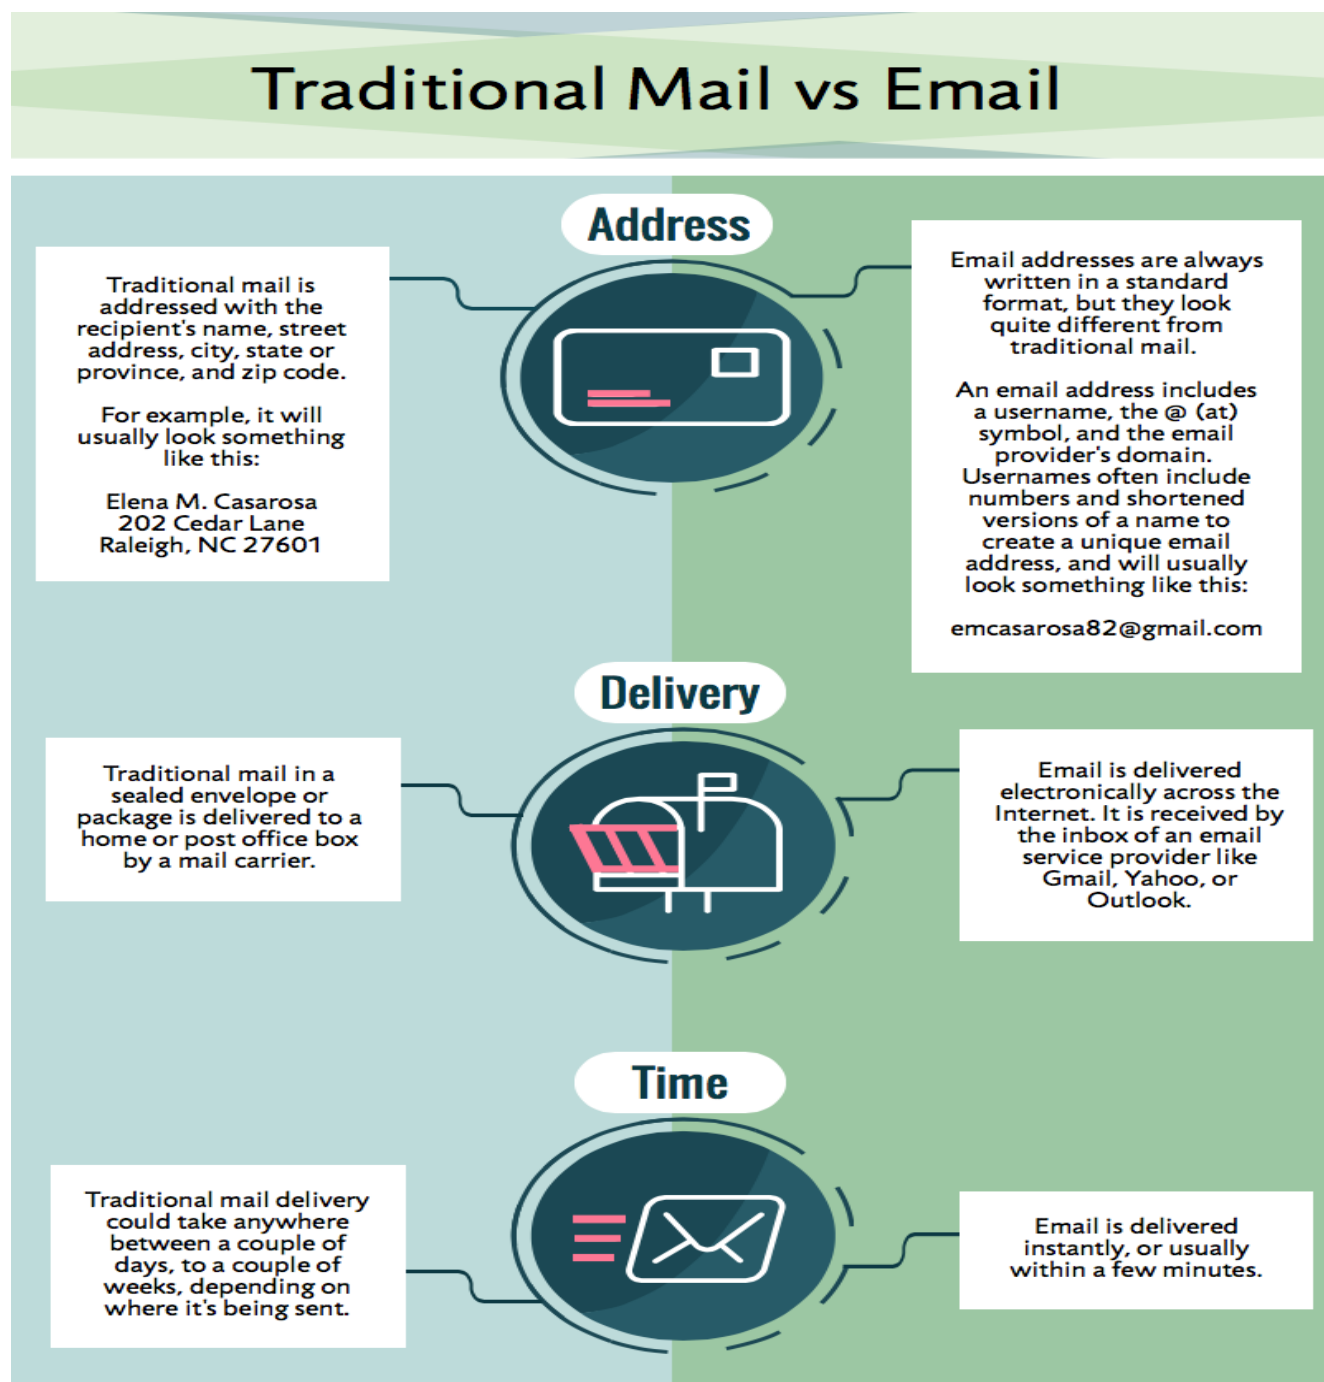 Traditional Mail vs Email
Address
Traditional mail is
addressed with the
recipient's name, street
address, city, state or
province, and zip code.
For example, it will
usually look something
like this:
Elena M. Casarosa
202 Cedar Lane
Raleigh, NC 27601
Email addresses are always
written in a standard
format, but they look
quite different from
traditional mail.
An email address includes
a username, the @ (at)
symbol, and the email
provider's domain.
Usernames often include
numbers and shortened
versions of a name to
create a unique email
address, and will usually
look something like this:
emcasarosa82@gmail.com
Delivery
Traditional mail in a
sealed envelope or
package is delivered to a
home or post office box
by a mail carrier.
Email is delivered
electronically across the
Internet. It is received by
the inbox of an email
service provider like
Gmail, Yahoo, or
Outlook.
Time
Traditional mail delivery
could take anywhere
between a couple of
days, to a couple of
weeks, depending on
where it's being sent.
Email is delivered
instantly, or usually
within a few minutes.